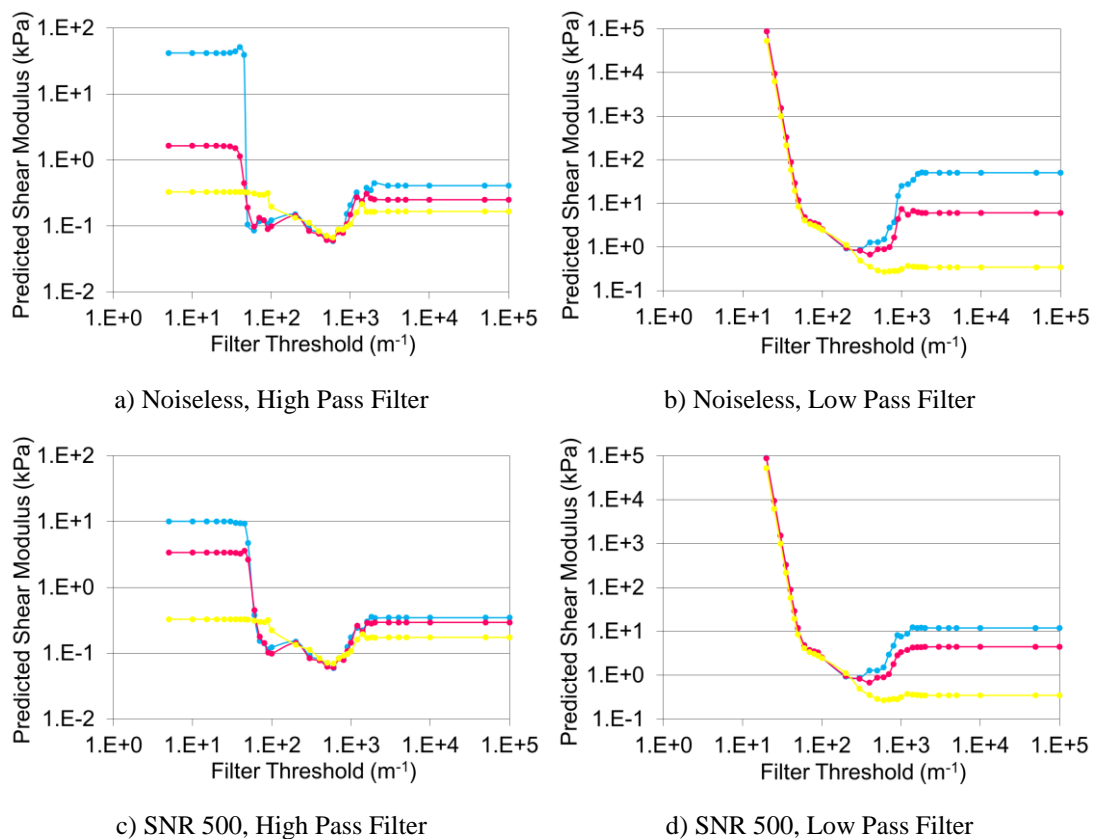 Predicted Shear Modulus (kPa)
1.E+2
1.E+1
1.E+0
1.E-1
1.E-2
1.E+0 1.E+1 1.E+2 1.E+3 1.E+4 1.E+5
Filter Threshold (m⁻¹)
a) Noiseless, High Pass Filter
Predicted Shear Modulus (kPa)
1.E+5
1.E+4
1.E+3
1.E+2
1.E+1
1.E+0
1.E-1
1.E+0 1.E+1 1.E+2 1.E+3 1.E+4 1.E+5
Filter Threshold (m⁻¹)
b) Noiseless, Low Pass Filter
Predicted Shear Modulus (kPa)
1.E+2
1.E+1
1.E+0
1.E-1
1.E-2
1.E+0 1.E+1 1.E+2 1.E+3 1.E+4 1.E+5
Filter Threshold (m⁻¹)
c) SNR 500, High Pass Filter
Predicted Shear Modulus (kPa)
1.E+5
1.E+4
1.E+3
1.E+2
1.E+1
1.E+0
1.E-1
1.E+0 1.E+1 1.E+2 1.E+3 1.E+4 1.E+5
Filter Threshold (m⁻¹)
d) SNR 500, Low Pass Filter